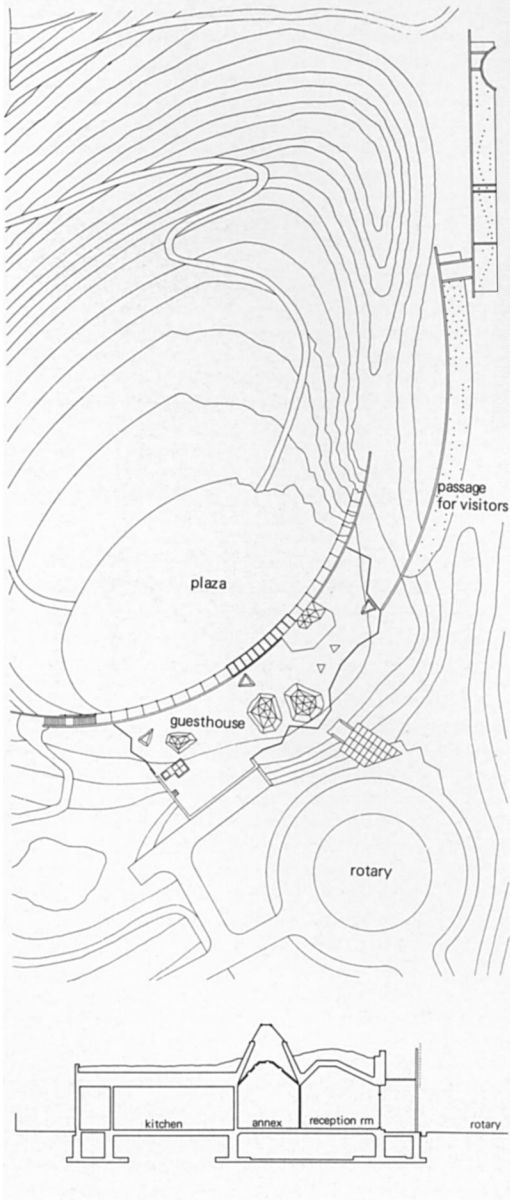 passage
for visitors
plaza
guesthouse
rotary
kitchen
annex
reception rm
rotary